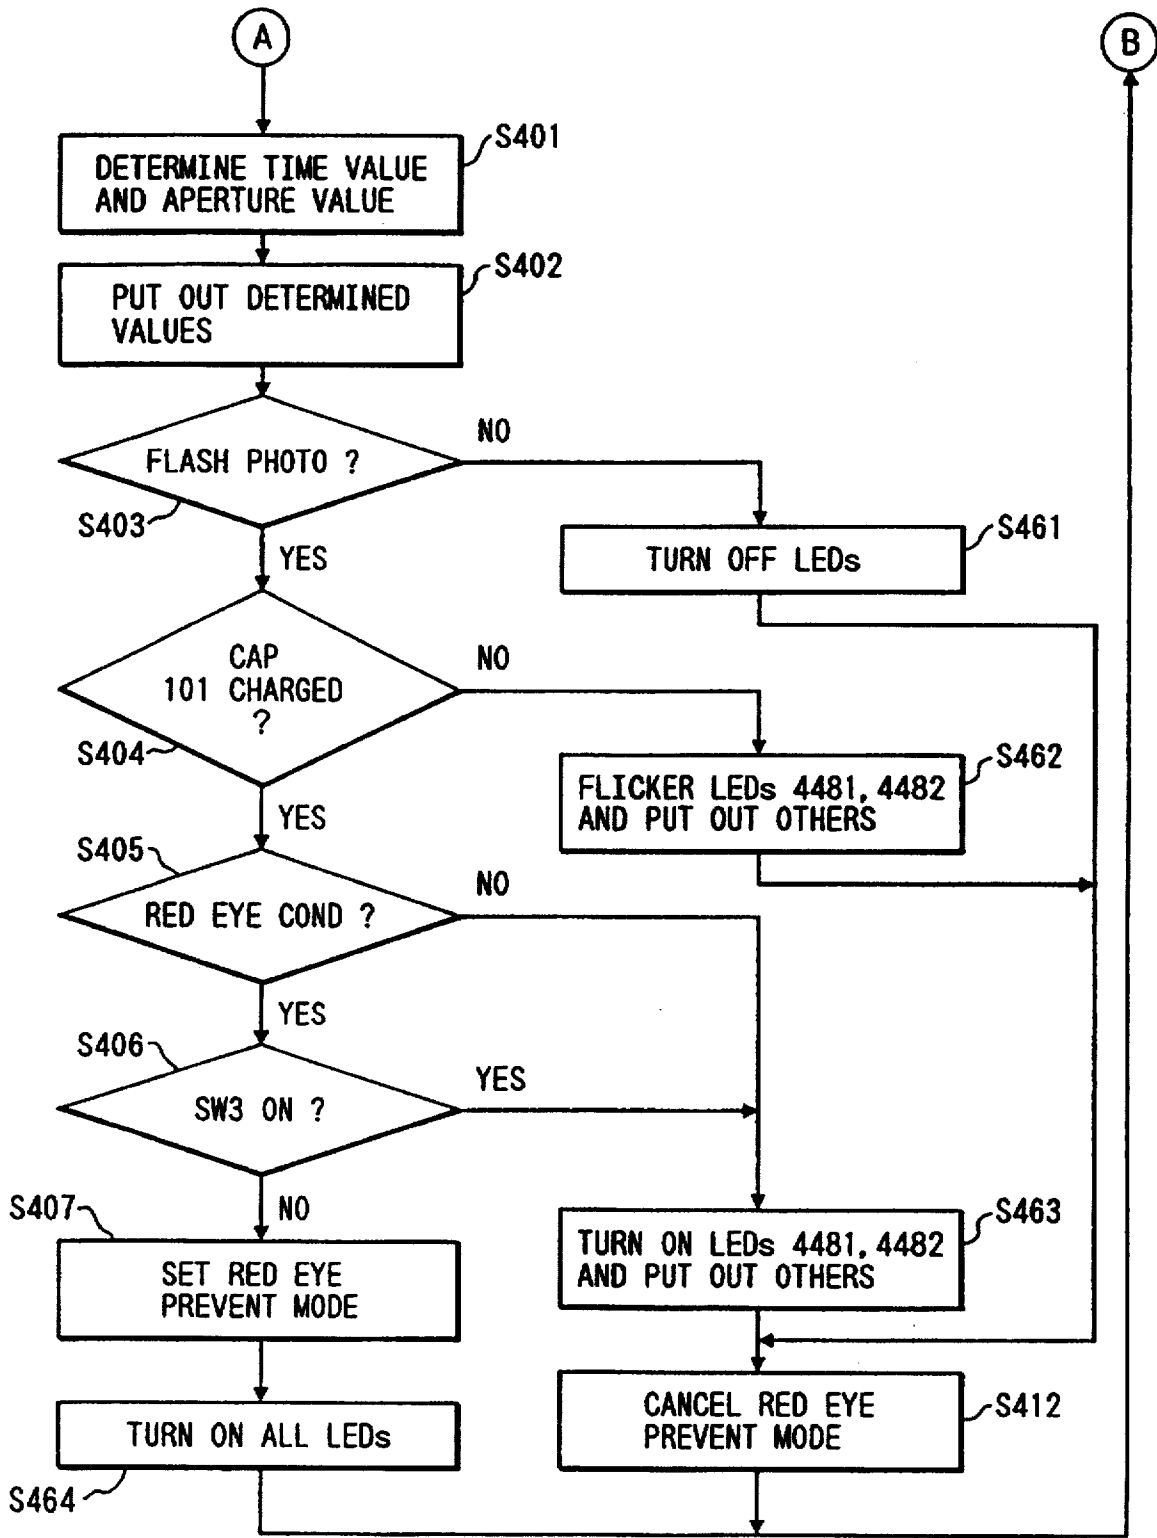 A
B
S401
DETERMINE TIME VALUE
AND APERTURE VALUE
S402
PUT OUT DETERMINED
VALUES
NO
FLASH PHOTO ?
S403
YES
S461
TURN OFF LEDs
CAP
101 CHARGED
?
NO
S404
YES
S462
FLICKER LEDs 4481, 4482
AND PUT OUT OTHERS
S405
NO
RED EYE COND ?
YES
S406
YES
SW3 ON ?
NO
S407
SET RED EYE
PREVENT MODE
S463
TURN ON LEDs 4481, 4482
AND PUT OUT OTHERS
TURN ON ALL LEDs
S464
CANCEL RED EYE
PREVENT MODE
S412